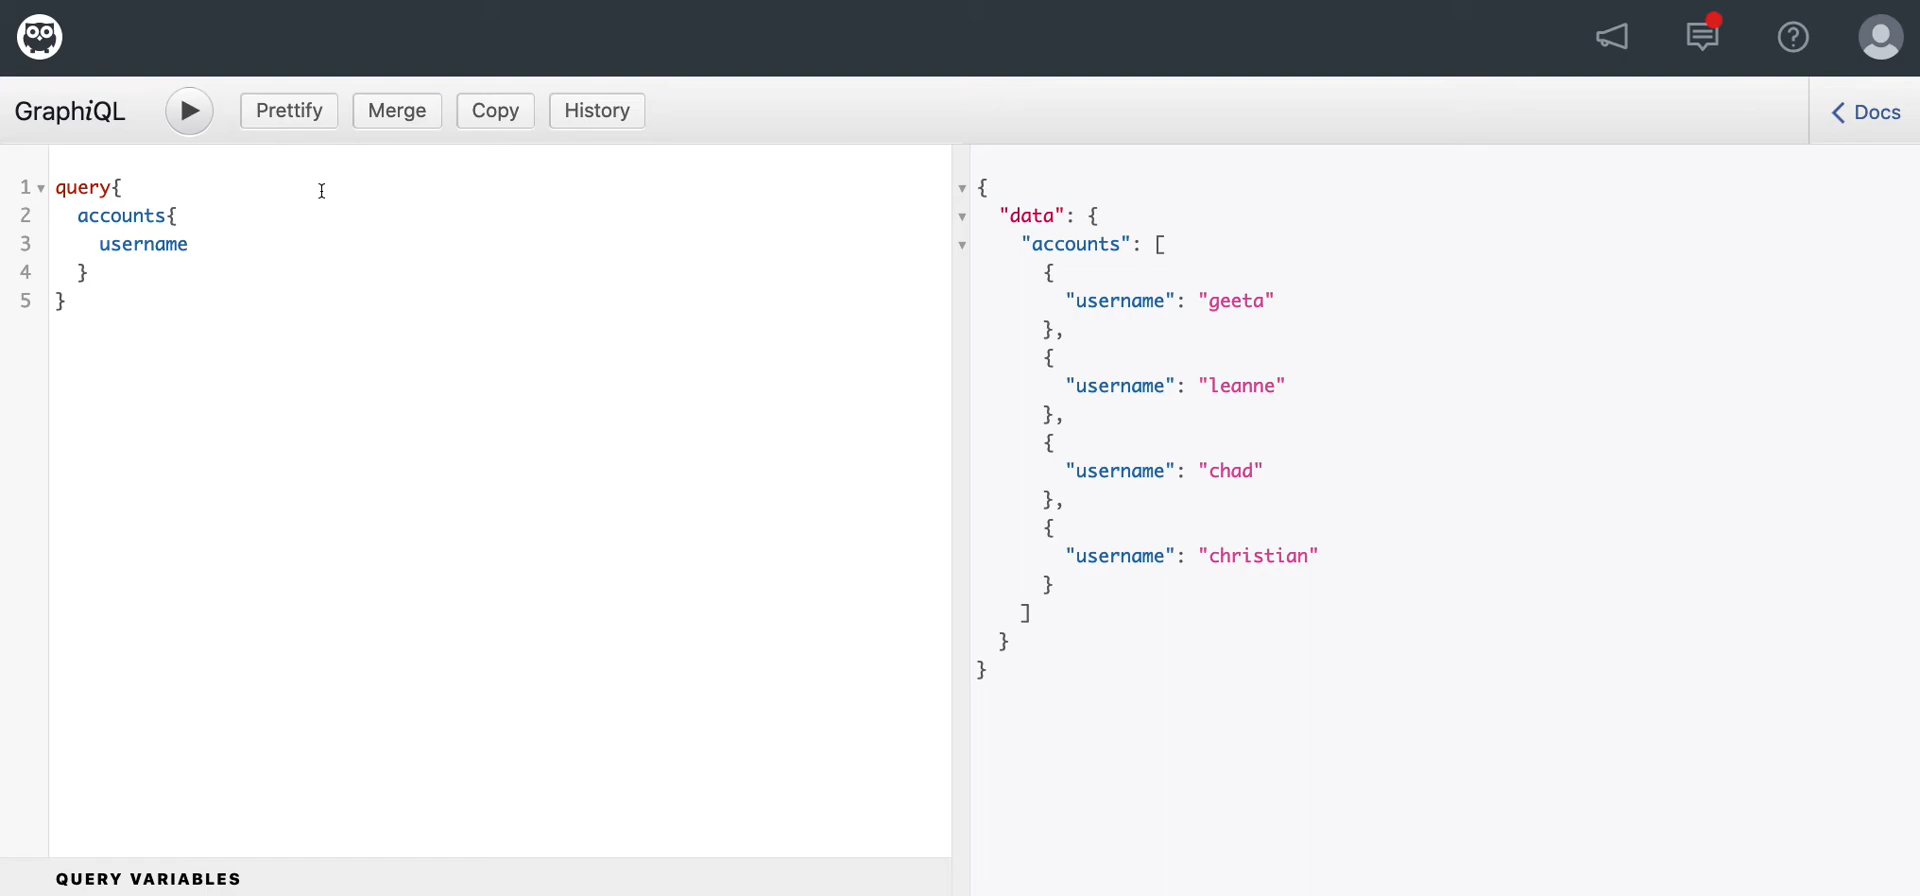 GraphiQL Prettify Merge Copy History Docs
1 query{
2 accounts{
3 username
4 }
5 }
QUERY VARIABLES
{
"data": {
"accounts": [
{
"username": "geeta"
},
{
"username": "leanne"
},
{
"username": "chad"
},
{
"username": "christian"
}
]
}
}